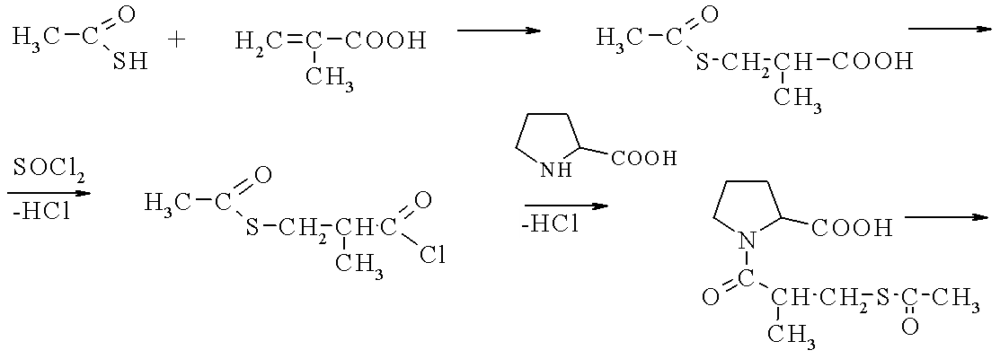 H₃C–C(=O)–SH + H₂C=C(CH₃)–COOH → H₃C–C(=O)–S–CH₂–CH(CH₃)–COOH →
SOCl₂ -HCl → H₃C–C(=O)–S–CH₂–CH(CH₃)–C(=O)–Cl NH COOH -HCl → N COOH O CH–CH₂–S–C(=O)–CH₃ CH₃ →